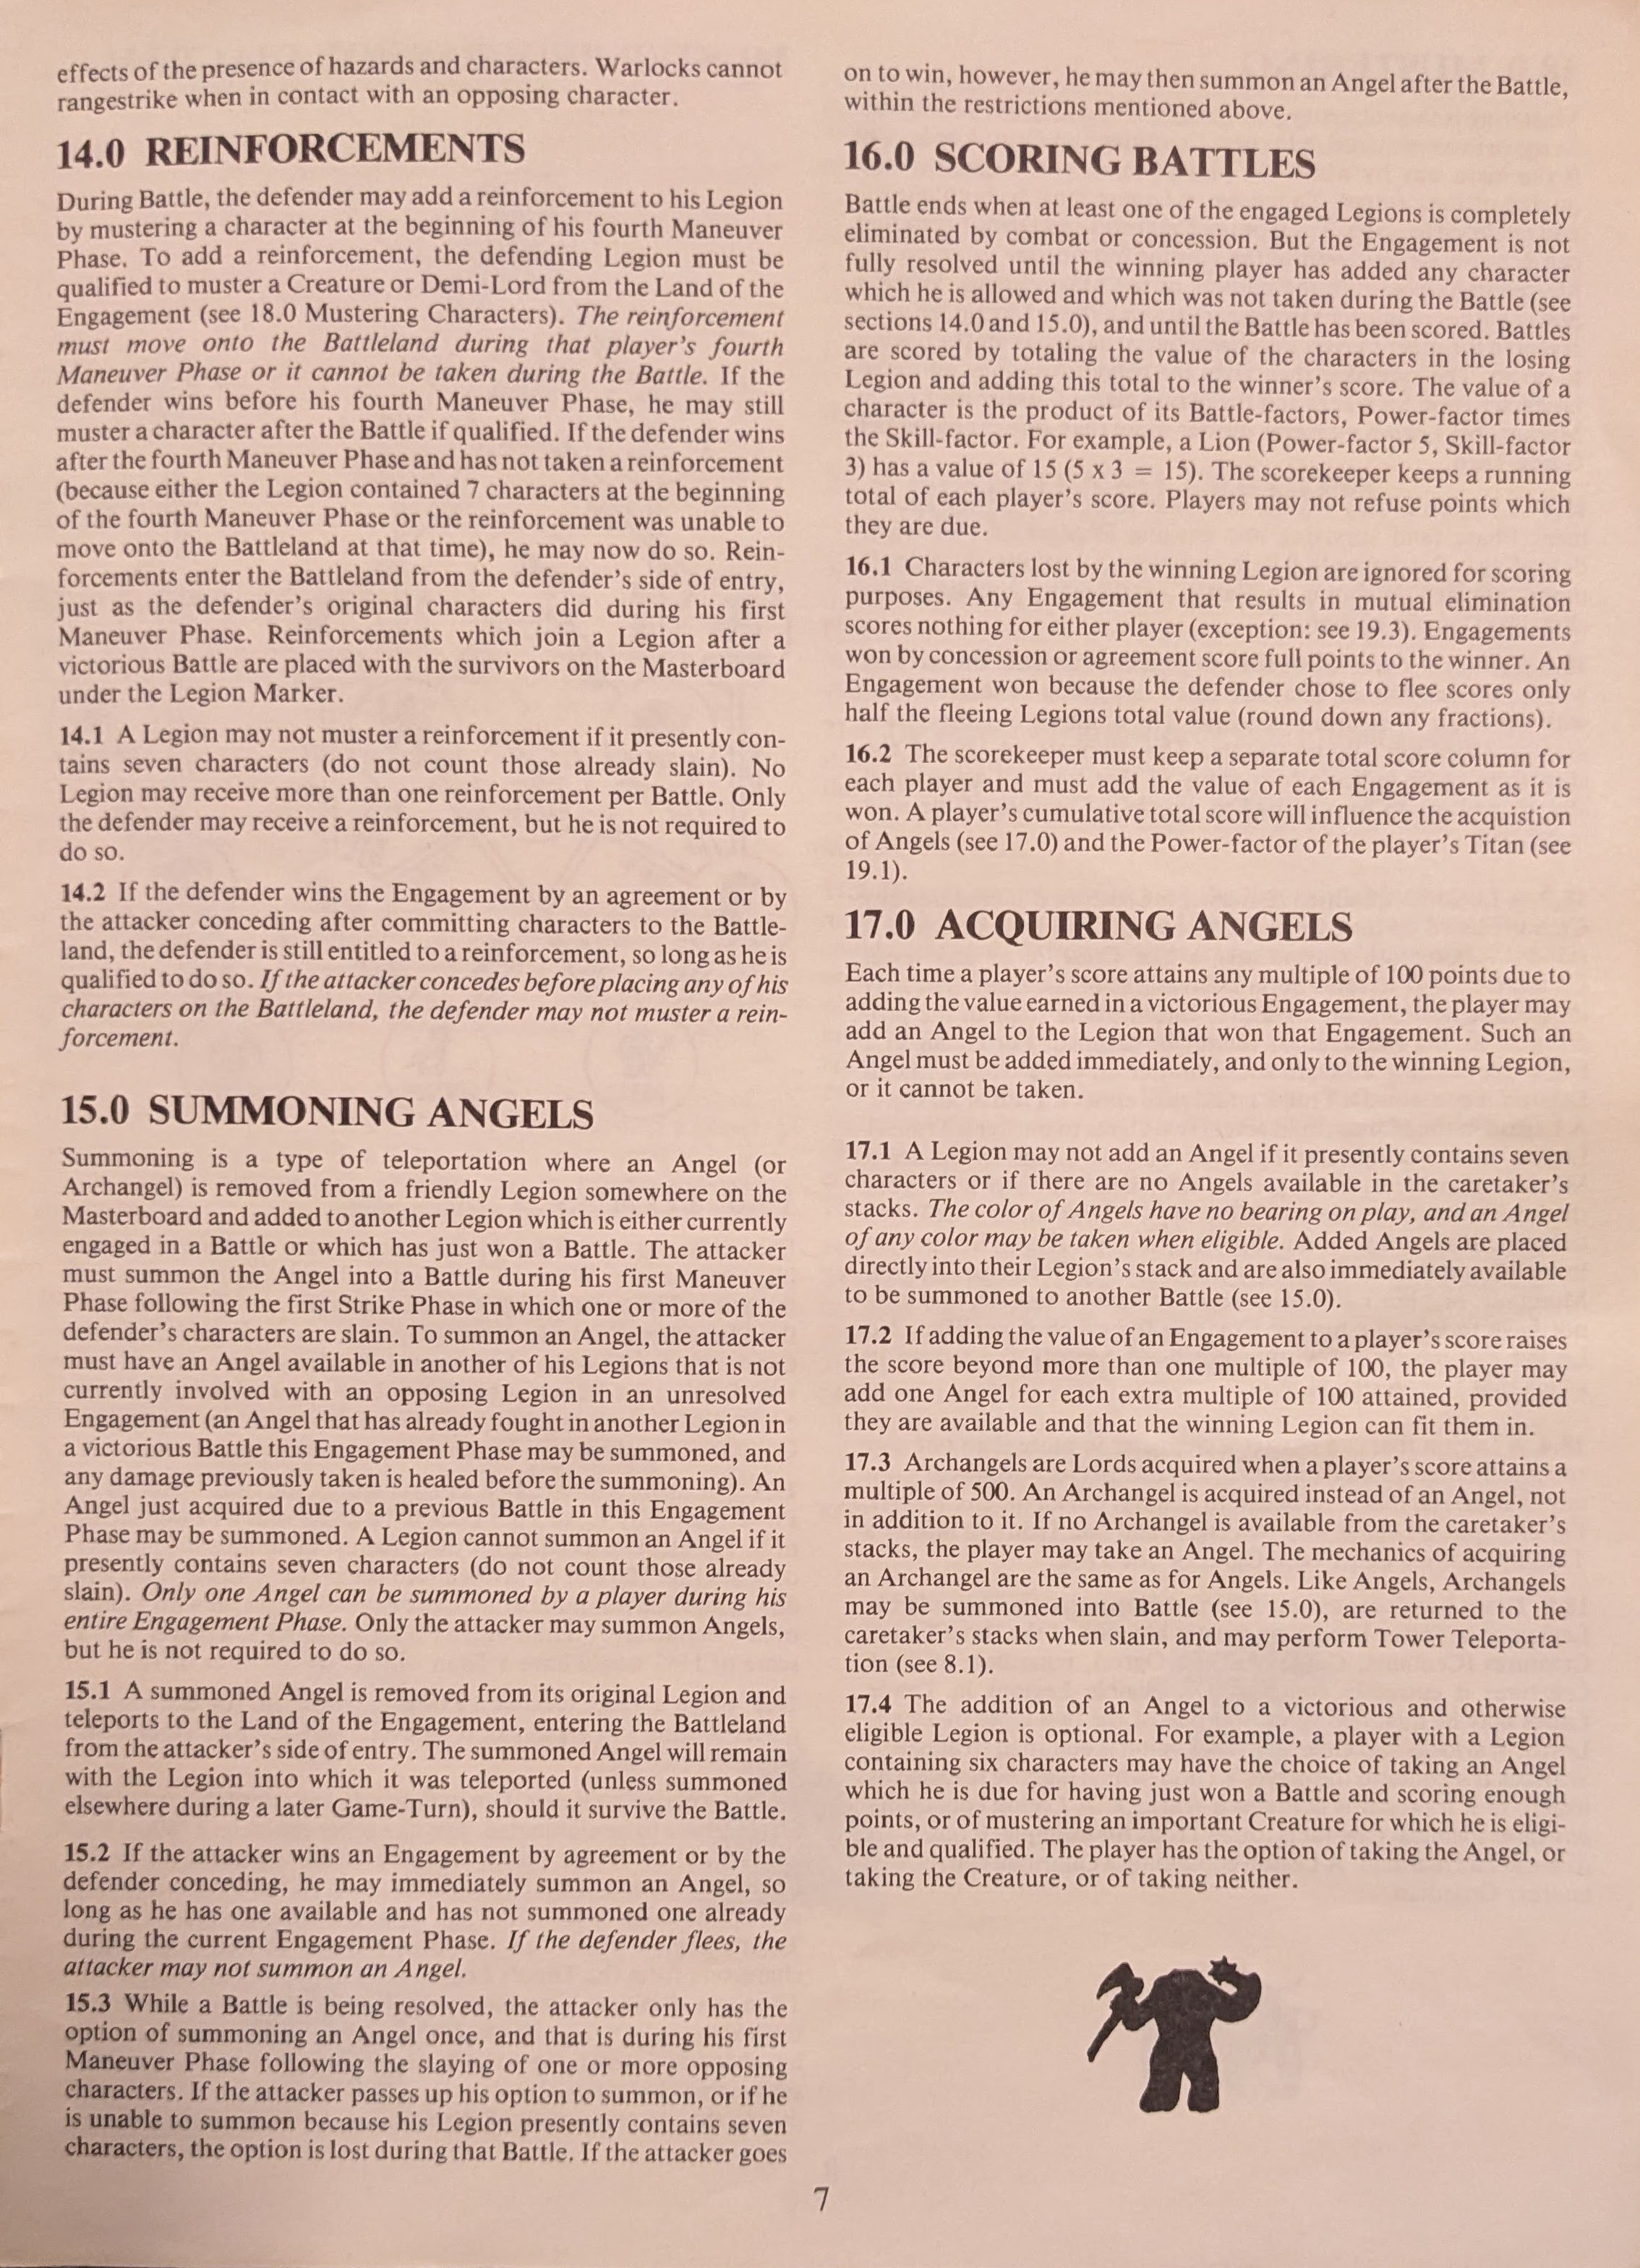 effects of the presence of hazards and characters. Warlocks cannot
rangestrike when in contact with an opposing character.
14.0 REINFORCEMENTS
During Battle, the defender may add a reinforcement to his Legion
by mustering a character at the beginning of his fourth Maneuver
Phase. To add a reinforcement, the defending Legion must be
qualified to muster a Creature or Demi-Lord from the Land of the
Engagement (see 18.0 Mustering Characters). The reinforcement
must move onto the Battleland during that player's fourth
Maneuver Phase or it cannot be taken during the Battle. If the
defender wins before his fourth Maneuver Phase, he may still
muster a character after the Battle if qualified. If the defender wins
after the fourth Maneuver Phase and has not taken a reinforcement
(because either the Legion contained 7 characters at the beginning
of the fourth Maneuver Phase or the reinforcement was unable to
move onto the Battleland at that time), he may now do so. Rein-
forcements enter the Battleland from the defender's side of entry,
just as the defender's original characters did during his first
Maneuver Phase. Reinforcements which join a Legion after a
victorious Battle are placed with the survivors on the Masterboard
under the Legion Marker.
14.1 A Legion may not muster a reinforcement if it presently con-
tains seven characters (do not count those already slain). No
Legion may receive more than one reinforcement per Battle. Only
the defender may receive a reinforcement, but he is not required to
do so.
14.2 If the defender wins the Engagement by an agreement or by
the attacker conceding after committing characters to the Battle-
land, the defender is still entitled to a reinforcement, so long as he is
qualified to do so. If the attacker concedes before placing any of his
characters on the Battleland, the defender may not muster a rein-
forcement.
15.0 SUMMONING ANGELS
Summoning is a type of teleportation where an Angel (or
Archangel) is removed from a friendly Legion somewhere on the
Masterboard and added to another Legion which is either currently
engaged in a Battle or which has just won a Battle. The attacker
must summon the Angel into a Battle during his first Maneuver
Phase following the first Strike Phase in which one or more of the
defender's characters are slain. To summon an Angel, the attacker
must have an Angel available in another of his Legions that is not
currently involved with an opposing Legion in an unresolved
Engagement (an Angel that has already fought in another Legion in
a victorious Battle this Engagement Phase may be summoned, and
any damage previously taken is healed before the summoning). An
Angel just acquired due to a previous Battle in this Engagement
Phase may be summoned. A Legion cannot summon an Angel if it
presently contains seven characters (do not count those already
slain). Only one Angel can be summoned by a player during his
entire Engagement Phase. Only the attacker may summon Angels,
but he is not required to do so.
15.1 A summoned Angel is removed from its original Legion and
teleports to the Land of the Engagement, entering the Battleland
from the attacker's side of entry. The summoned Angel will remain
with the Legion into which it was teleported (unless summoned
elsewhere during a later Game-Turn), should it survive the Battle.
15.2 If the attacker wins an Engagement by agreement or by the
defender conceding, he may immediately summon an Angel, so
long as he has one available and has not summoned one already
during the current Engagement Phase. If the defender flees, the
attacker may not summon an Angel.
15.3 While a Battle is being resolved, the attacker only has the
option of summoning an Angel once, and that is during his first
Maneuver Phase following the slaying of one or more opposing
characters. If the attacker passes up his option to summon, or if he
is unable to summon because his Legion presently contains seven
characters, the option is lost during that Battle. If the attacker goes
on to win, however, he may then summon an Angel after the Battle,
within the restrictions mentioned above.
16.0 SCORING BATTLES
Battle ends when at least one of the engaged Legions is completely
eliminated by combat or concession. But the Engagement is not
fully resolved until the winning player has added any character
which he is allowed and which was not taken during the Battle (see
sections 14.0 and 15.0), and until the Battle has been scored. Battles
are scored by totaling the value of the characters in the losing
Legion and adding this total to the winner's score. The value of a
character is the product of its Battle-factors, Power-factor times
the Skill-factor. For example, a Lion (Power-factor 5, Skill-factor
3) has a value of 15 (5 x 3 = 15). The scorekeeper keeps a running
total of each player's score. Players may not refuse points which
they are due.
16.1 Characters lost by the winning Legion are ignored for scoring
purposes. Any Engagement that results in mutual elimination
scores nothing for either player (exception: see 19.3). Engagements
won by concession or agreement score full points to the winner. An
Engagement won because the defender chose to flee scores only
half the fleeing Legions total value (round down any fractions).
16.2 The scorekeeper must keep a separate total score column for
each player and must add the value of each Engagement as it is
won. A player's cumulative total score will influence the acquistion
of Angels (see 17.0) and the Power-factor of the player's Titan (see
19.1).
17.0 ACQUIRING ANGELS
Each time a player's score attains any multiple of 100 points due to
adding the value earned in a victorious Engagement, the player may
add an Angel to the Legion that won that Engagement. Such an
Angel must be added immediately, and only to the winning Legion,
or it cannot be taken.
17.1 A Legion may not add an Angel if it presently contains seven
characters or if there are no Angels available in the caretaker's
stacks. The color of Angels have no bearing on play, and an Angel
of any color may be taken when eligible. Added Angels are placed
directly into their Legion's stack and are also immediately available
to be summoned to another Battle (see 15.0).
17.2 If adding the value of an Engagement to a player's score raises
the score beyond more than one multiple of 100, the player may
add one Angel for each extra multiple of 100 attained, provided
they are available and that the winning Legion can fit them in.
17.3 Archangels are Lords acquired when a player's score attains a
multiple of 500. An Archangel is acquired instead of an Angel, not
in addition to it. If no Archangel is available from the caretaker's
stacks, the player may take an Angel. The mechanics of acquiring
an Archangel are the same as for Angels. Like Angels, Archangels
may be summoned into Battle (see 15.0), are returned to the
caretaker's stacks when slain, and may perform Tower Teleporta-
tion (see 8.1).
17.4 The addition of an Angel to a victorious and otherwise
eligible Legion is optional. For example, a player with a Legion
containing six characters may have the choice of taking an Angel
which he is due for having just won a Battle and scoring enough
points, or of mustering an important Creature for which he is eligi-
ble and qualified. The player has the option of taking the Angel, or
taking the Creature, or of taking neither.
7